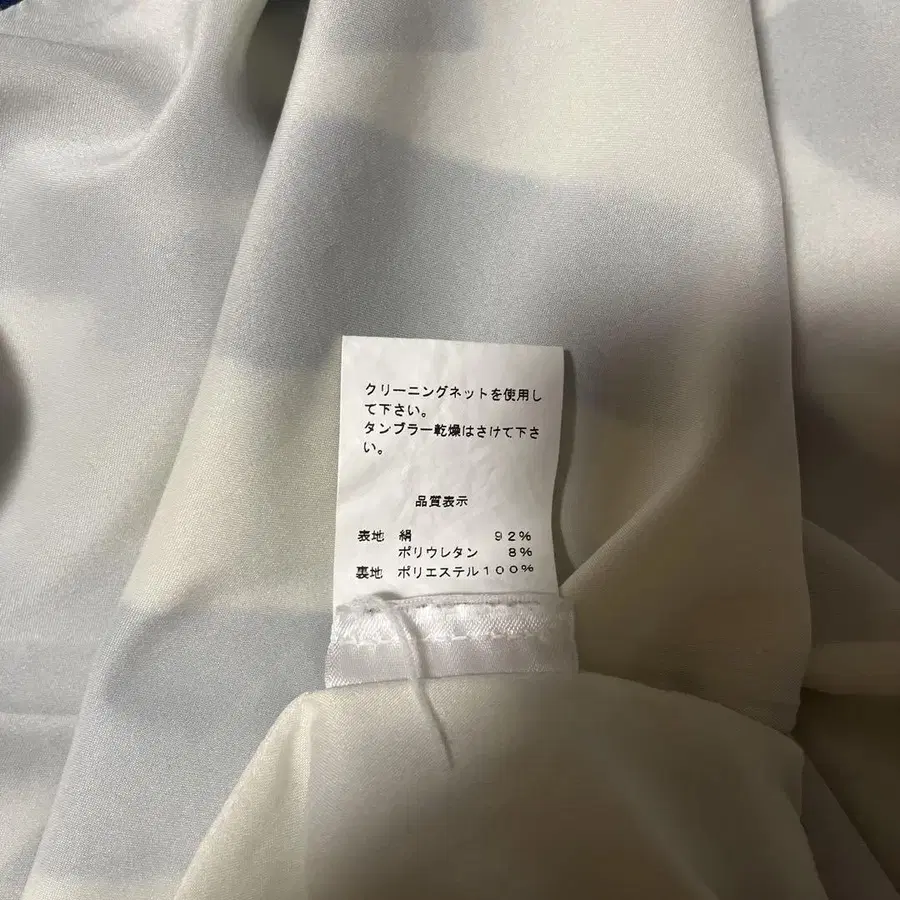 クリーニングネットを使用し
て下さい。
タンブラー乾燥はさけて下さ
い。
品質表示
表地 絹 92%
ポリウレタン 8%
裏地 ポリエステル100%